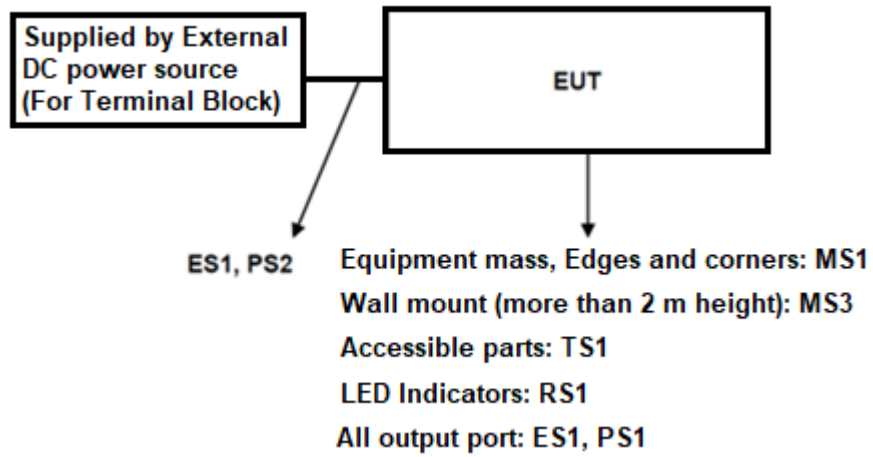 Supplied by External
DC power source
(For Terminal Block)
EUT
ES1, PS2
Equipment mass, Edges and corners: MS1
Wall mount (more than 2 m height): MS3
Accessible parts: TS1
LED Indicators: RS1
All output port: ES1, PS1